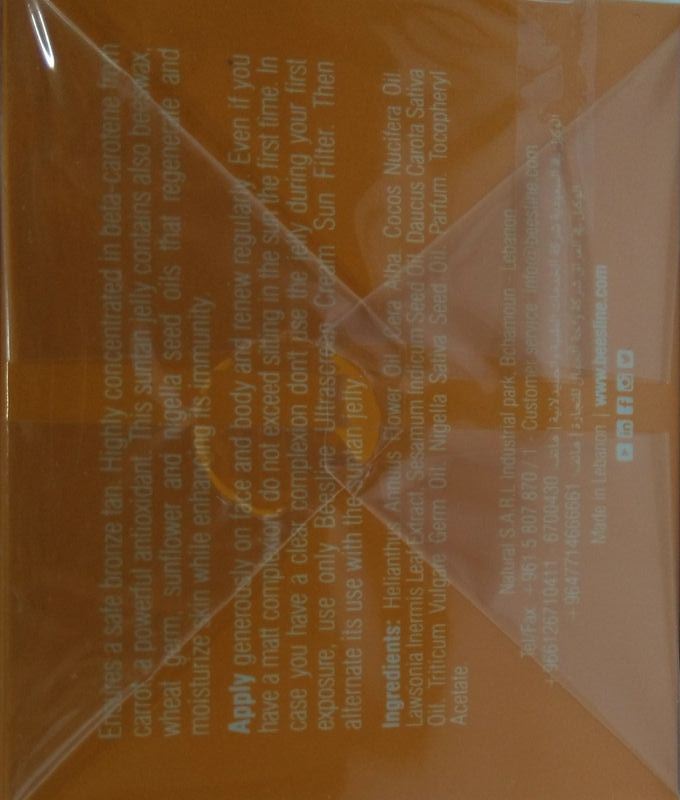 Ensures a safe bronze tan. Highly concentrated in beta-carotene from
carrot a powerful antioxidant. This suntan jelly contains also beeswax,
wheat germ, sunflower and nigella seed oils that regenerate and
moisturize skin while enhancing its immunity.
Apply generously on face and body and renew regularly. Even if you
have a matt complexion, do not exceed sitting in the sun the first time. In
case you have a clear complexion dont use the jelly during your first
exposure, use only Beesline Ultrascreen Cream Sun Filter. Then
alternate its use with the suntan jelly.
Ingredients: Helianthus Annuus Flower Oil. Cera Alba. Cocos Nucifera Oil.
Lawsonia Inermis Leaf Extract. Sesamum Indicum Seed Oil. Daucus Carota Sativa
Oil. Triticum Vulgare Germ Oil. Nigella Sativa Seed Oil. Parfum. Tocopheryl
Acetate
Natural S.A.R.L Industrial park, Bchamoun - Lebanon
Tel/Fax +961 5 807 870 / 1 Customer service info@beesline.com
+966126710411 6700430
+9647714666661
Made in Lebanon | www.beesline.com